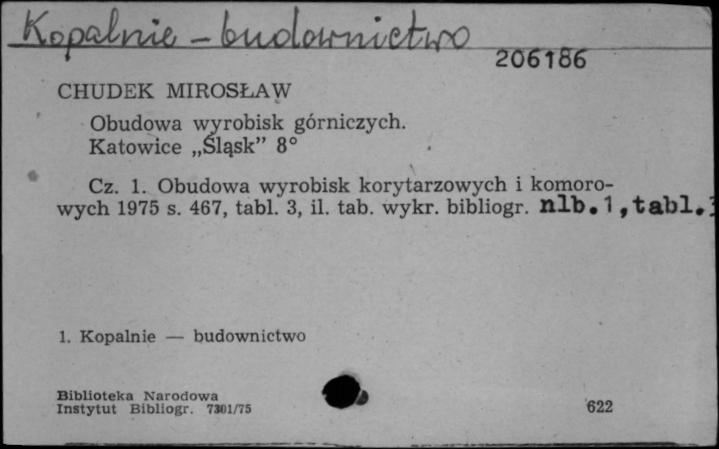 Kopalnie - budownictwo
206186
CHUDEK MIROSŁAW
Obudowa wyrobisk górniczych.
Katowice „Śląsk” 8°
Cz. 1. Obudowa wyrobisk korytarzowych i komoro-
wych 1975 s. 467, tabl. 3, il. tab. wykr. bibliogr. nlb.1,tabl.3
1. Kopalnie — budownictwo
Biblioteka Narodowa
Instytut Bibliogr. 7301/75
622